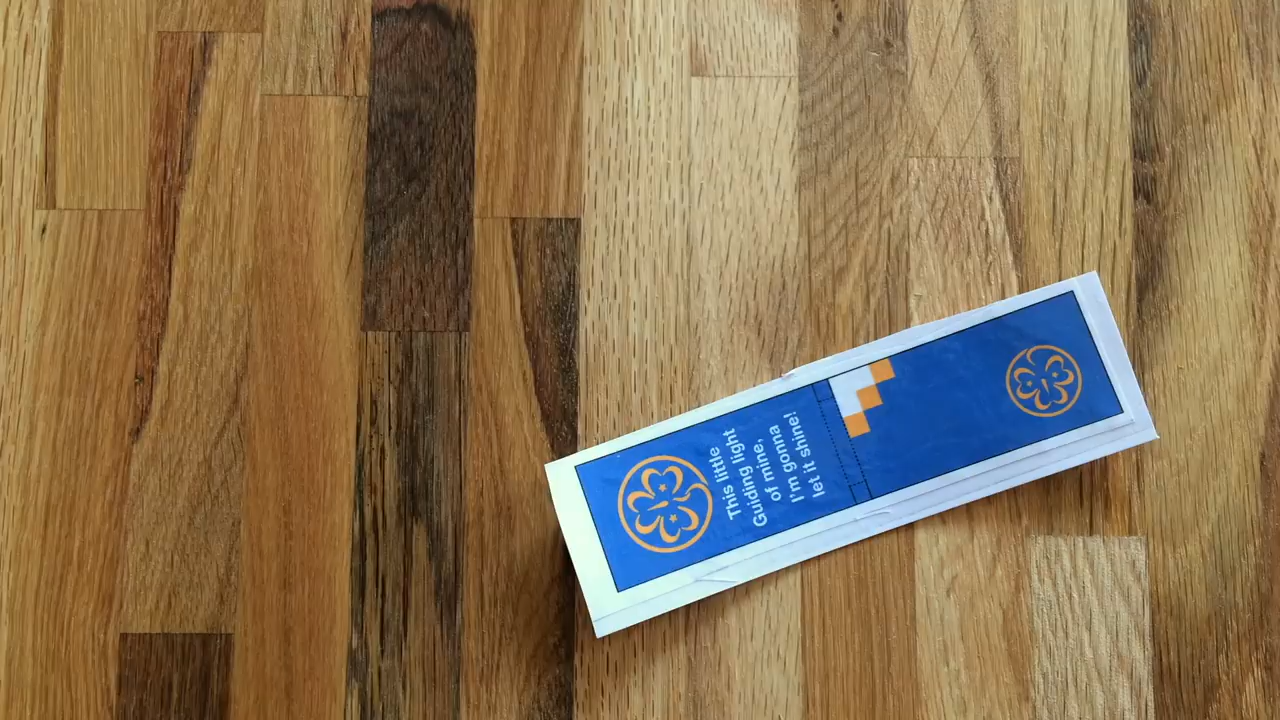 This little
Guiding light
of mine,
I'm gonna
let it shine!